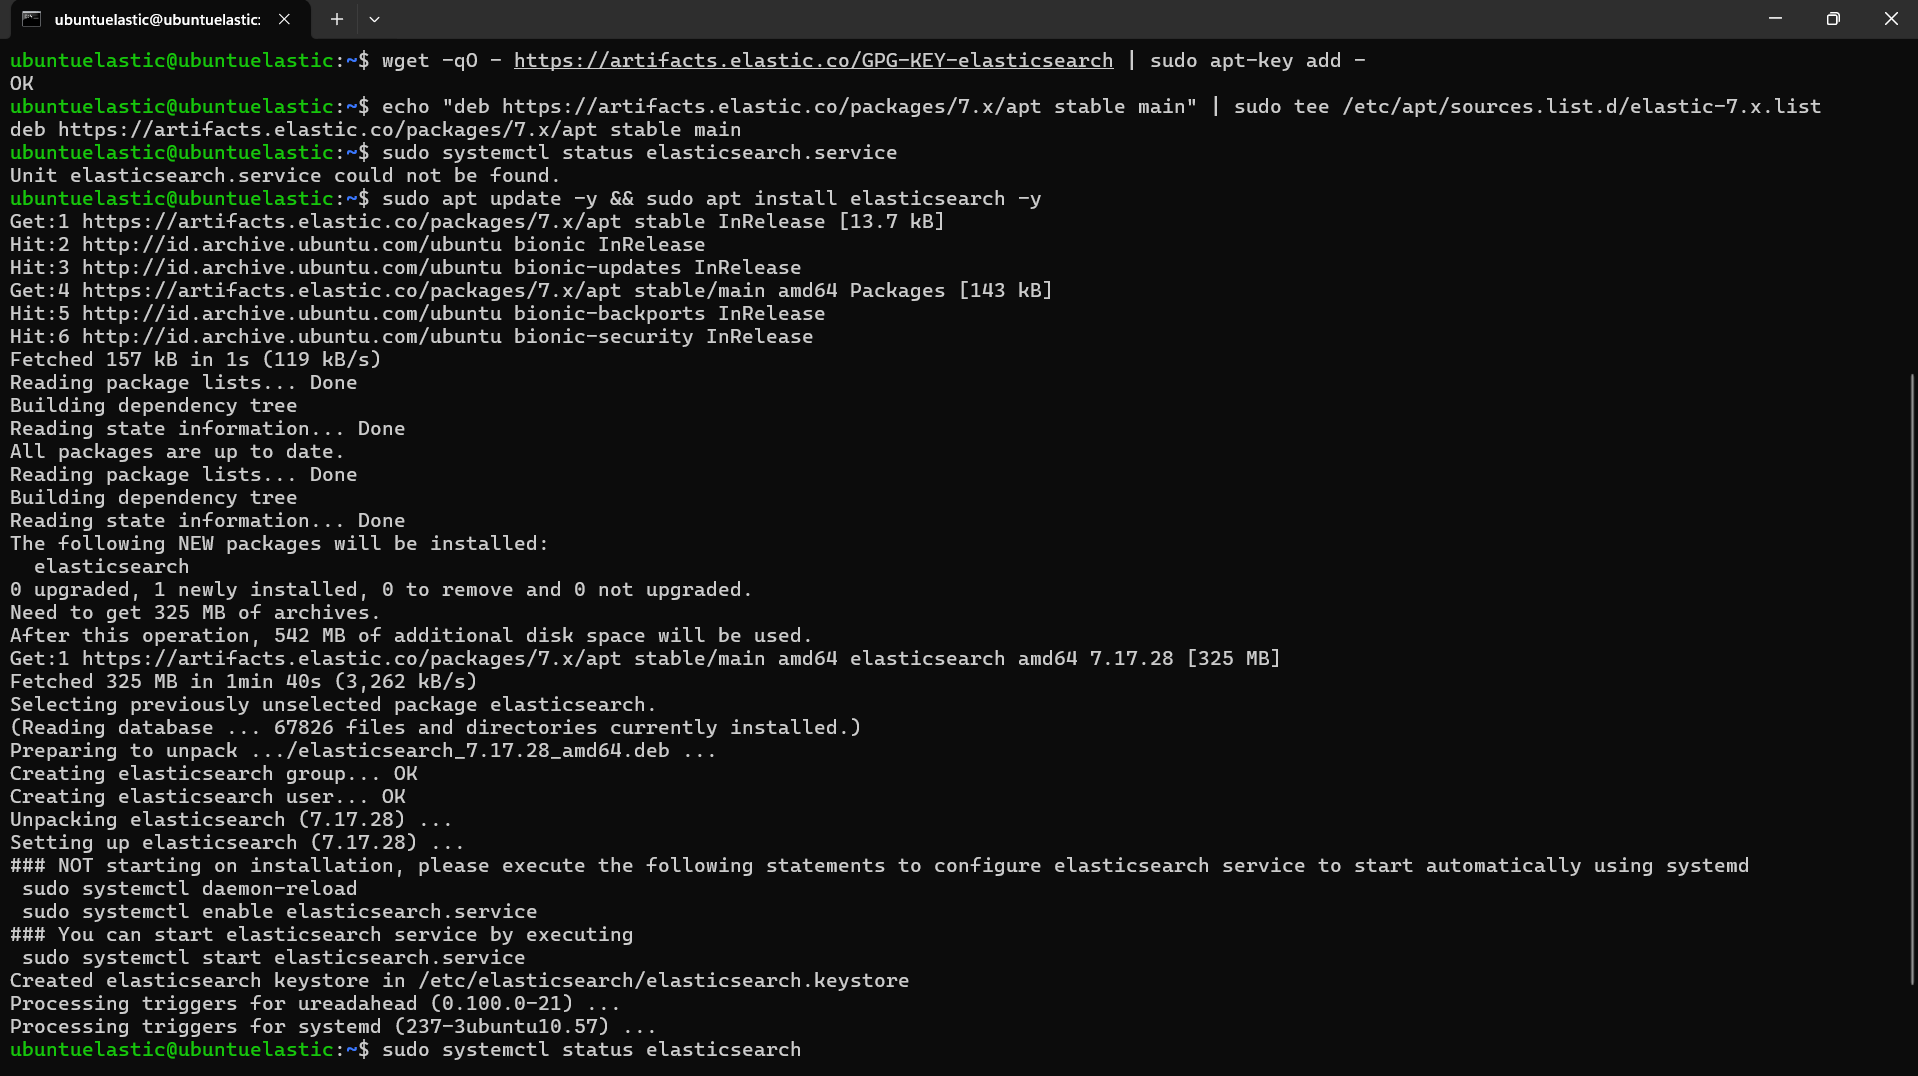 ubuntuelastic@ubuntuelastic:
ubuntuelastic@ubuntuelastic:~$ wget -qO - https://artifacts.elastic.co/GPG-KEY-elasticsearch | sudo apt-key add -
OK
ubuntuelastic@ubuntuelastic:~$ echo "deb https://artifacts.elastic.co/packages/7.x/apt stable main" | sudo tee /etc/apt/sources.list.d/elastic-7.x.list
deb https://artifacts.elastic.co/packages/7.x/apt stable main
ubuntuelastic@ubuntuelastic:~$ sudo systemctl status elasticsearch.service
Unit elasticsearch.service could not be found.
ubuntuelastic@ubuntuelastic:~$ sudo apt update -y && sudo apt install elasticsearch -y
Get:1 https://artifacts.elastic.co/packages/7.x/apt stable InRelease [13.7 kB]
Hit:2 http://id.archive.ubuntu.com/ubuntu bionic InRelease
Hit:3 http://id.archive.ubuntu.com/ubuntu bionic-updates InRelease
Get:4 https://artifacts.elastic.co/packages/7.x/apt stable/main amd64 Packages [143 kB]
Hit:5 http://id.archive.ubuntu.com/ubuntu bionic-backports InRelease
Hit:6 http://id.archive.ubuntu.com/ubuntu bionic-security InRelease
Fetched 157 kB in 1s (119 kB/s)
Reading package lists... Done
Building dependency tree
Reading state information... Done
All packages are up to date.
Reading package lists... Done
Building dependency tree
Reading state information... Done
The following NEW packages will be installed:
  elasticsearch
0 upgraded, 1 newly installed, 0 to remove and 0 not upgraded.
Need to get 325 MB of archives.
After this operation, 542 MB of additional disk space will be used.
Get:1 https://artifacts.elastic.co/packages/7.x/apt stable/main amd64 elasticsearch amd64 7.17.28 [325 MB]
Fetched 325 MB in 1min 40s (3,262 kB/s)
Selecting previously unselected package elasticsearch.
(Reading database ... 67826 files and directories currently installed.)
Preparing to unpack .../elasticsearch_7.17.28_amd64.deb ...
Creating elasticsearch group... OK
Creating elasticsearch user... OK
Unpacking elasticsearch (7.17.28) ...
Setting up elasticsearch (7.17.28) ...
### NOT starting on installation, please execute the following statements to configure elasticsearch service to start automatically using systemd
 sudo systemctl daemon-reload
 sudo systemctl enable elasticsearch.service
### You can start elasticsearch service by executing
 sudo systemctl start elasticsearch.service
Created elasticsearch keystore in /etc/elasticsearch/elasticsearch.keystore
Processing triggers for ureadahead (0.100.0-21) ...
Processing triggers for systemd (237-3ubuntu10.57) ...
ubuntuelastic@ubuntuelastic:~$ sudo systemctl status elasticsearch